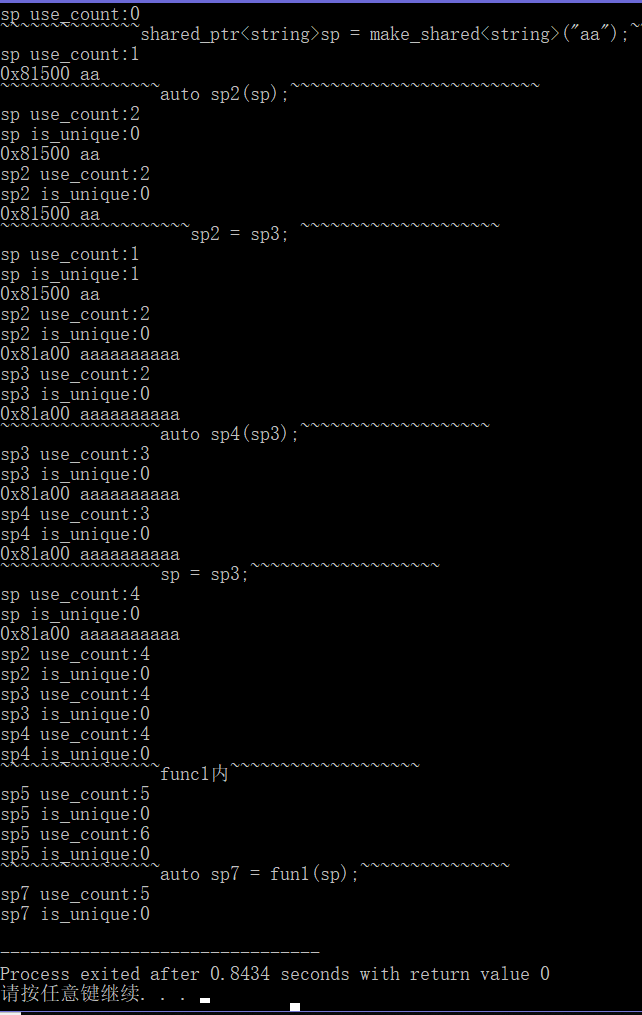 sp use_count:0
~~~~~~~~~~~~~~shared_ptr<string>sp = make_shared<string>("aa");~~
sp use_count:1
0x81500 aa
~~~~~~~~~~~~~~~~auto sp2(sp);~~~~~~~~~~~~~~~~~~~~~~~~~
sp use_count:2
sp is_unique:0
0x81500 aa
sp2 use_count:2
sp2 is_unique:0
0x81500 aa
~~~~~~~~~~~~~~~~~~~sp2 = sp3; ~~~~~~~~~~~~~~~~~~~~
sp use_count:1
sp is_unique:1
0x81500 aa
sp2 use_count:2
sp2 is_unique:0
0x81a00 aaaaaaaaaa
sp3 use_count:2
sp3 is_unique:0
0x81a00 aaaaaaaaaa
~~~~~~~~~~~~~~~~auto sp4(sp3);~~~~~~~~~~~~~~~~~~~
sp3 use_count:3
sp3 is_unique:0
0x81a00 aaaaaaaaaa
sp4 use_count:3
sp4 is_unique:0
0x81a00 aaaaaaaaaa
~~~~~~~~~~~~~~~~sp = sp3;~~~~~~~~~~~~~~~~~~~
sp use_count:4
sp is_unique:0
0x81a00 aaaaaaaaaa
sp2 use_count:4
sp2 is_unique:0
sp3 use_count:4
sp3 is_unique:0
sp4 use_count:4
sp4 is_unique:0
~~~~~~~~~~~~~~~~func1内~~~~~~~~~~~~~~~~~~~
sp5 use_count:5
sp5 is_unique:0
sp5 use_count:6
sp5 is_unique:0
~~~~~~~~~~~~~~~~auto sp7 = fun1(sp);~~~~~~~~~~~~~~~
sp7 use_count:5
sp7 is_unique:0
--------------------------------
Process exited after 0.8434 seconds with return value 0
请按任意键继续. . .